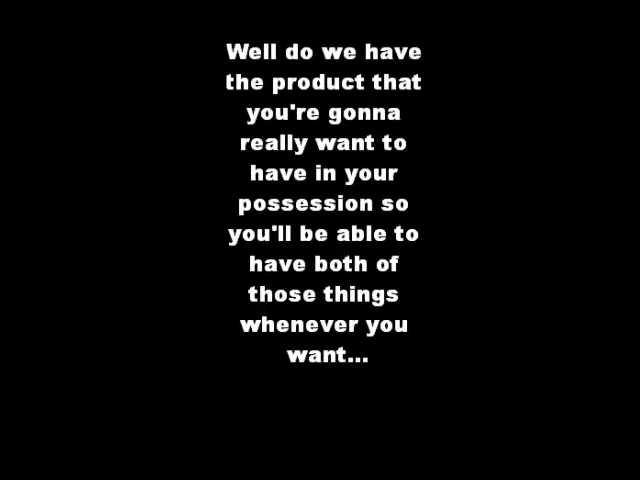 Well do we have
the product that
you're gonna
really want to
have in your
possession so
you'll be able to
have both of
those things
whenever you
want...